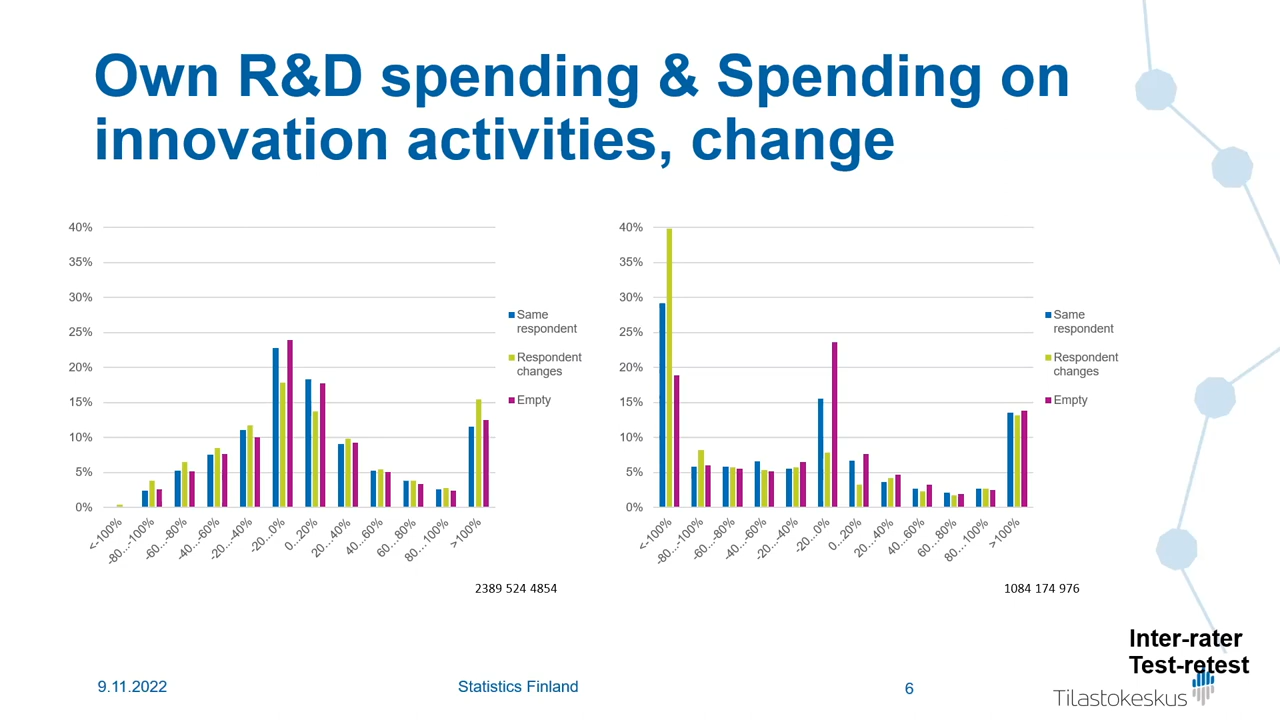 Own R&D spending & Spending on
innovation activities, change
40%
35%
30%
25%
20%
15%
10%
5%
0%
<-100%
-80…-100%
-60…-80%
-40…-60%
-20…-40%
-20…0%
0…20%
20…40%
40…60%
60…80%
80…100%
>100%
Same
respondent
Respondent
changes
Empty
2389 524 4854
40%
35%
30%
25%
20%
15%
10%
5%
0%
<-100%
-80…-100%
-60…-80%
-40…-60%
-20…-40%
-20…0%
0…20%
20…40%
40…60%
60…80%
80…100%
>100%
Same
respondent
Respondent
changes
Empty
1084 174 976
Inter-rater
Test-retest
9.11.2022
Statistics Finland
6
Tilastokeskus